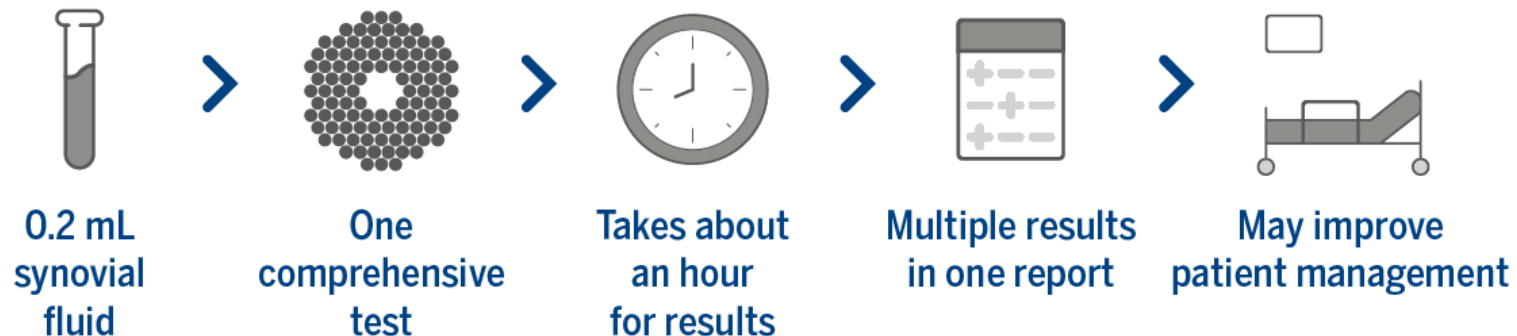 0.2 mL
synovial
fluid
One
comprehensive
test
Takes about
an hour
for results
Multiple results
in one report
May improve
patient management